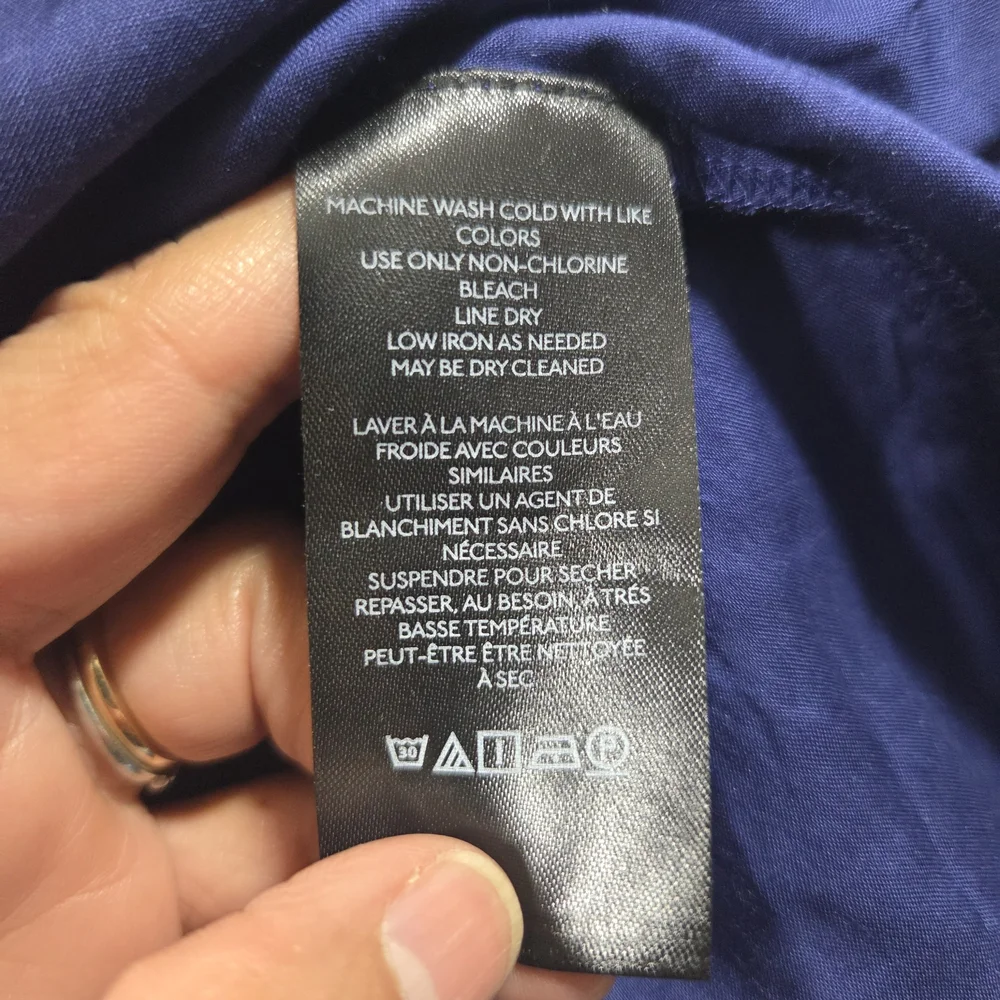 MACHINE WASH COLD WITH LIKE
COLORS
USE ONLY NON-CHLORINE
BLEACH
LINE DRY
LOW IRON AS NEEDED
MAY BE DRY CLEANED
LAVER À LA MACHINE À L'EAU
FROIDE AVEC COULEURS
SIMILAIRES
UTILISER UN AGENT DE
BLANCHIMENT SANS CHLORE SI
NÉCESSAIRE
SUSPENDRE POUR SÉCHER
REPASSER, AU BESOIN, À TRÉS
BASSE TEMPÉRATURE
PEUT-ÊTRE ÊTRE NETTOYÉE
À SEC
30 P